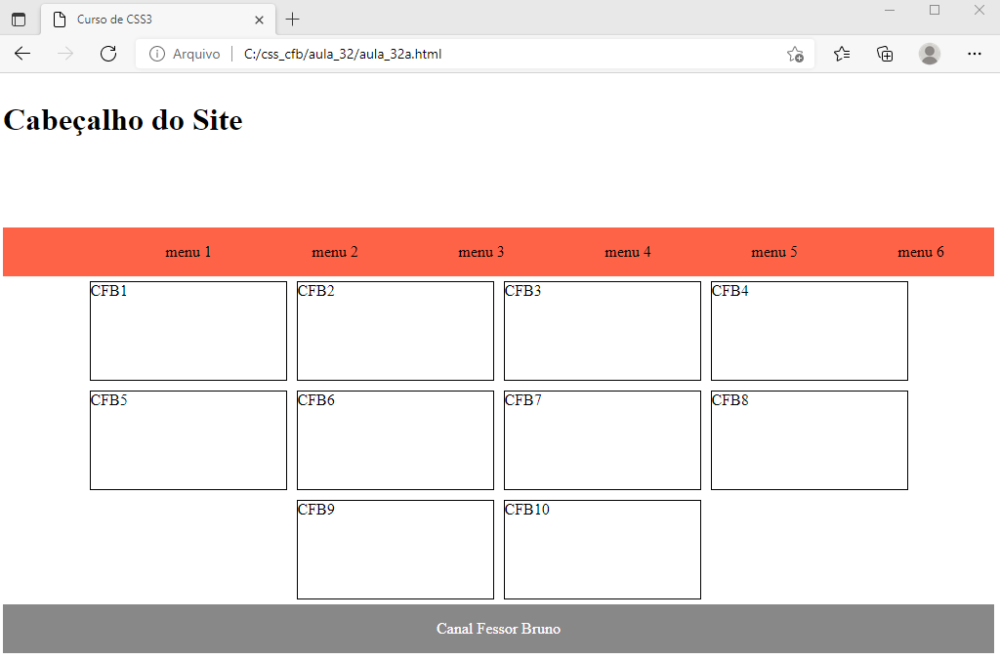 Curso de CSS3
Arquivo C:/css_cfb/aula_32/aula_32a.html
Cabeçalho do Site
menu 1 menu 2 menu 3 menu 4 menu 5 menu 6
CFB1 CFB2 CFB3 CFB4
CFB5 CFB6 CFB7 CFB8
CFB9 CFB10
Canal Fessor Bruno